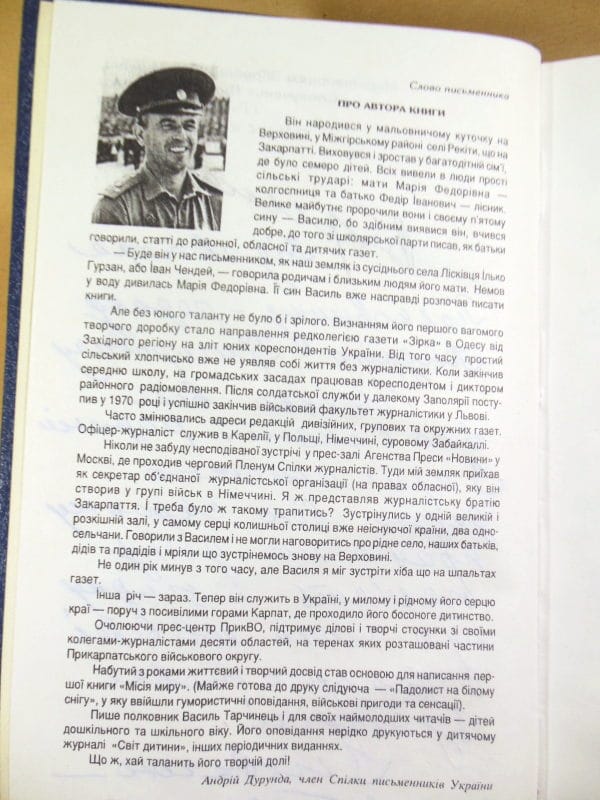 Слово письменника
ПРО АВТОРА КНИГИ
Він народився у мальовничому куточку на
Верховині, у Міжгірському районі селі Рекіти, що на
Закарпатті. Виховувся і зростав у багатодітній сім'ї,
де було семеро дітей. Всіх вивели в люди прості
сільські трударі: мати Марія Федорівна —
колгоспниця та батько Федір Іванович — лісник.
Велике майбутнє пророчили вони і своєму п'ятому
сину — Василю, бо здібним виявися він, вчився
добре, до того зі школярської парти писав, як батьки
говорили, статті до районної, обласної та дитячих газет.
— Буде він у нас письменником, як наш земляк із сусіднього села Лісківця Ілько
Гурзан, або Іван Чендей, — говорила родичам і близьким людям його мати. Немов
у воду дивилась Марія Федорівна. Її син Василь вже насправді розпочав писати
книги.
Але без юного таланту не було б і зрілого. Визнанням його першого вагомого
творчого доробку стало направлення редколегією газети «Зірка» в Одесу від
Західного регіону на зліт юних кореспондентів України. Від того часу простий
сільський хлопчисько вже не уявляв собі життя без журналістики. Коли закінчив
середню школу, на громадських засадах працював кореспондентом і диктором
районного радіомовлення. Після солдатської служби у далекому Заполярії посту-
пив у 1970 році і успішно закінчив військовий факультет журналістики у Львові.
Часто змінювались адреси редакцій дивізійних, групових та окружних газет.
Офіцер-журналіст служив в Карелії, у Польщі, Німеччині, суровому Забайкаллі.
Ніколи не забуду несподіваної зустрічі у прес-залі Агенства Преси «Новини» у
Москві, де проходив черговий Пленум Спілки журналістів. Туди мій земляк приїхав
як секретар об'єднаної журналістської організації (на правах обласної), яку він
створив у групі військ в Німеччині. Я ж представляв журналістську братію
Закарпаття. І треба було ж такому трапитись? Зустрінулись у одній великій і
розкішній залі, у самому серці колишньої столиці вже неіснуючої країни, два одно-
сельчани. Говорили з Василем і не могли наговоритись про рідне село, наших батьків,
дідів та прадідів і мріяли що зустрінемось знову на Верховині.
Не один рік минув з того часу, але Василя я міг зустріти хіба що на шпальтах
газет.
Інша річ — зараз. Тепер він служить в Україні, у милому і рідному його серцю
краї — поруч з посивілими горами Карпат, де проходило його босоноге дитинство.
Очолюючи прес-центр ПрикВО, підтримує ділові і творчі стосунки зі своїми
колегами-журналістами десяти областей, на теренах яких розташовані частини
Прикарпатського військового округу.
Набутий з роками життєвий і творчий досвід став основою для написання пер-
шої книги «Місія миру». (Майже готова до друку слідуюча — «Падолист на білому
снігу», в яку ввійшли гумористичні оповідання, військові пригоди та сенсації).
Пише полковник Василь Тарчинець і для своїх наймолодших читачів — дітей
дошкільного та шкільного віку. Його оповідання нерідко друкуються у дитячому
журналі «Світ дитини», інших періодичних виданнях.
Що ж, хай таланить його творчій долі!
Андрій Дурунда, член Спілки письменників України